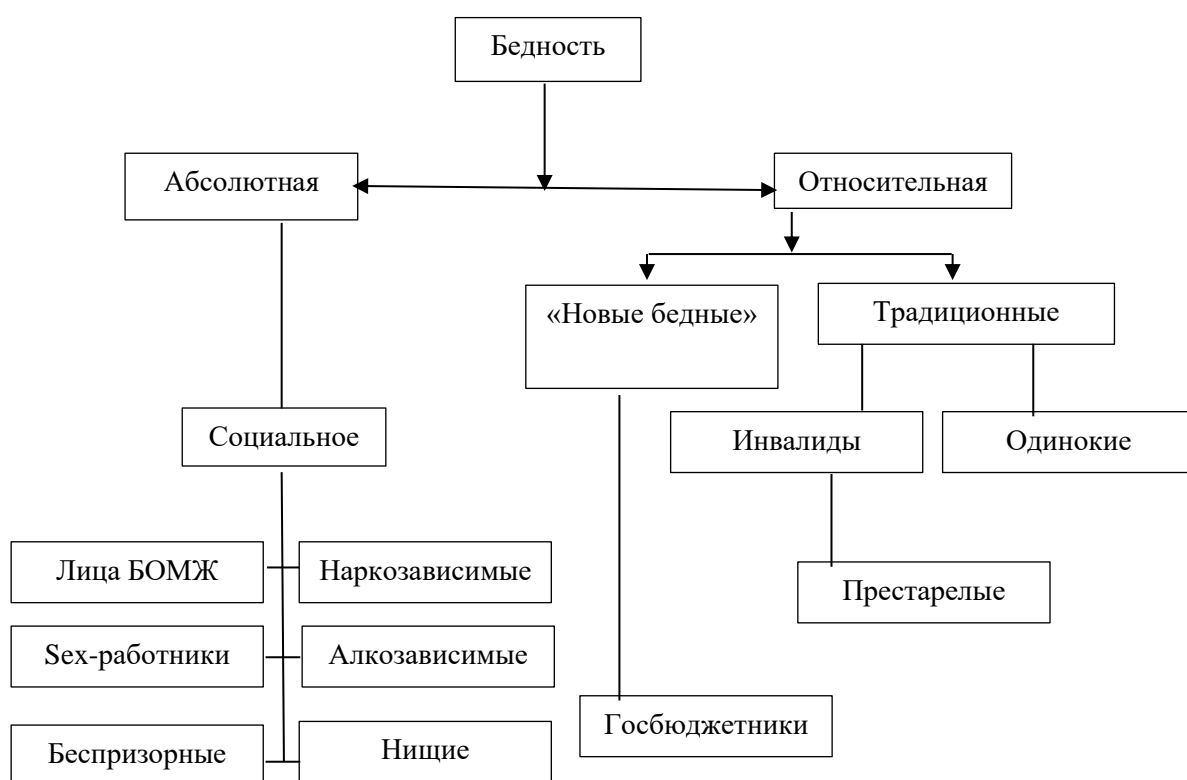 Бедность
Абсолютная
Относительная
«Новые бедные»
Традиционные
Социальное
Инвалиды
Одинокие
Лица БОМЖ
Наркозависимые
Престарелые
Sex-работники
Алкозависимые
Госбюджетники
Беспризорные
Нищие